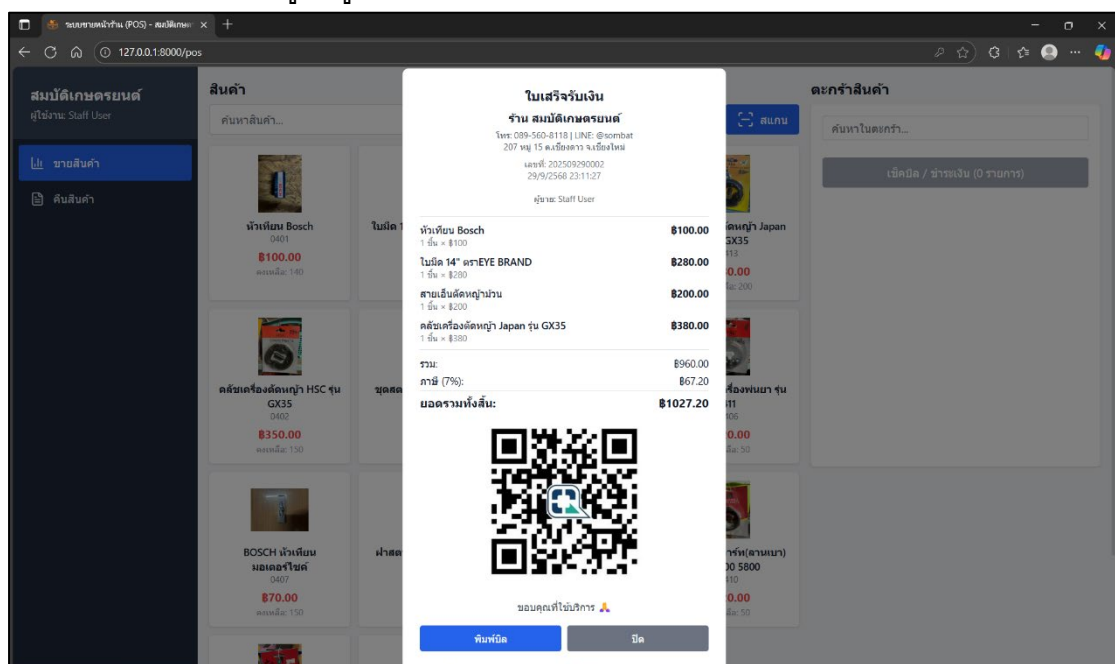 ระบบขายหน้าร้าน (POS) - สมบัติเกษตร
127.0.0.1:8000/pos
สมบัติเกษตรยนต์
ผู้ใช้งาน: Staff User
ขายสินค้า
คืนสินค้า
สินค้า
ค้นหาสินค้า...
สแกน
หัวเทียน Bosch
0401
฿100.00
คงเหลือ: 140
ใบมีด 1
ตัดหญ้า Japan
GX35
คลัชเครื่องตัดหญ้า HSC รุ่น
GX35
0402
฿350.00
คงเหลือ: 150
BOSCH หัวเทียน
มอเตอร์ไซด์
0407
฿70.00
คงเหลือ: 150
ใบเสร็จรับเงิน
ร้าน สมบัติเกษตรยนต์
โทร: 089-560-8118 | LINE: @sombat
207 หมู่ 15 ต.เชียงดาว จ.เชียงใหม่
เลขที่: 202509290002
29/9/2568 23:11:27
ผู้ขาย: Staff User
หัวเทียน Bosch ฿100.00
1 ชิ้น × ฿100
ใบมีด 14" ตราEYE BRAND ฿280.00
1 ชิ้น × ฿280
สายเอ็นตัดหญ้าม้วน ฿200.00
1 ชิ้น × ฿200
คลัชเครื่องตัดหญ้า Japan รุ่น GX35 ฿380.00
1 ชิ้น × ฿380
รวม: ฿960.00
ภาษี (7%): ฿67.20
ยอดรวมทั้งสิ้น: ฿1027.20
ขอบคุณที่ใช้บริการ 🙏
พิมพ์บิล
ปิด
ตะกร้าสินค้า
ค้นหาในตะกร้า...
เช็คบิล / ชำระเงิน (0 รายการ)